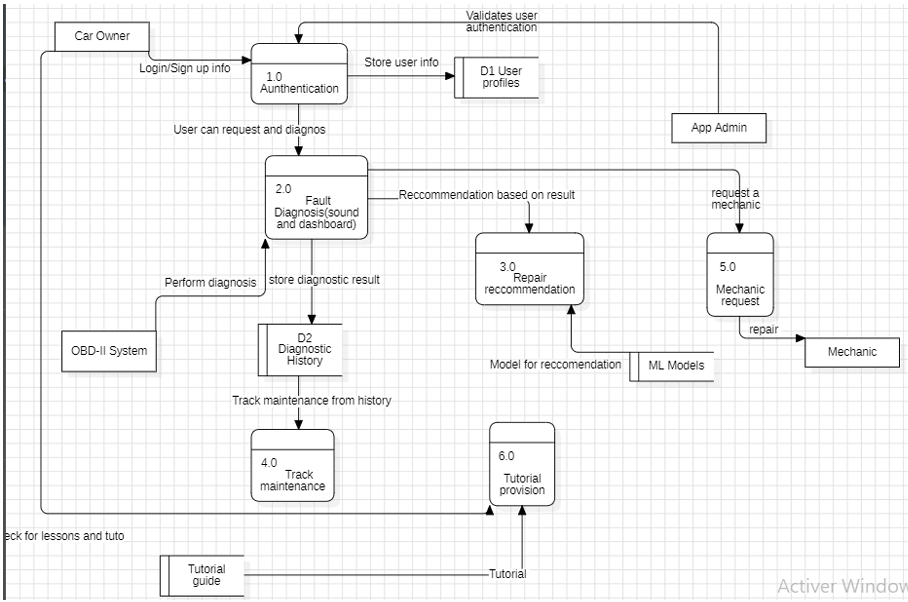 Validates user
authentication
Car Owner
Login/Sign up info
1.0
Aunthentication
Store user info
D1 User
profiles
App Admin
User can request and diagnos
2.0
Fault
Diagnosis(sound
and dashboard)
Reccommendation based on result
request a
mechanic
3.0
Repair
reccommendation
5.0
Mechanic
request
Perform diagnosis
store diagnostic result
OBD-II System
D2
Diagnostic
History
repair
Mechanic
Model for reccomendation
ML Models
Track maintenance from history
4.0
Track
maintenance
6.0
Tutorial
provision
eck for lessons and tuto
Tutorial
guide
Tutorial
Activer Window